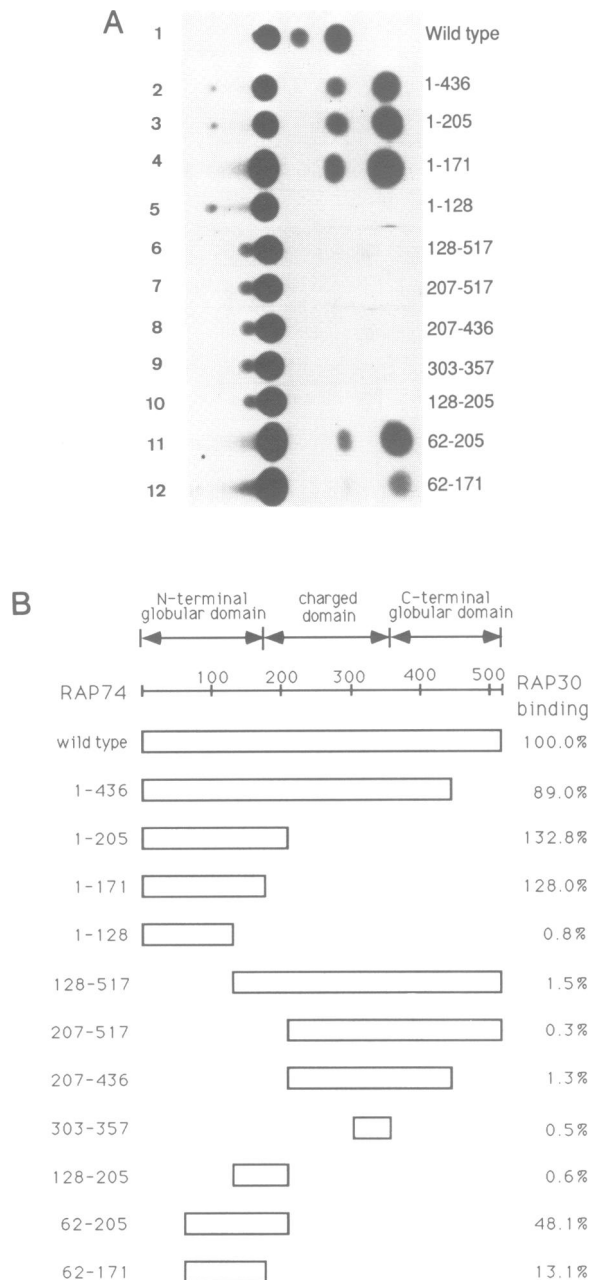 A
1 Wild type
2 1-436
3 1-205
4 1-171
5 1-128
6 128-517
7 207-517
8 207-436
9 303-357
10 128-205
11 62-205
12 62-171
B
N-terminal globular domain
charged domain
C-terminal globular domain
RAP74 100 200 300 400 500 RAP30 binding
wild type 100.0%
1-436 89.0%
1-205 132.8%
1-171 128.0%
1-128 0.8%
128-517 1.5%
207-517 0.3%
207-436 1.3%
303-357 0.5%
128-205 0.6%
62-205 48.1%
62-171 13.1%